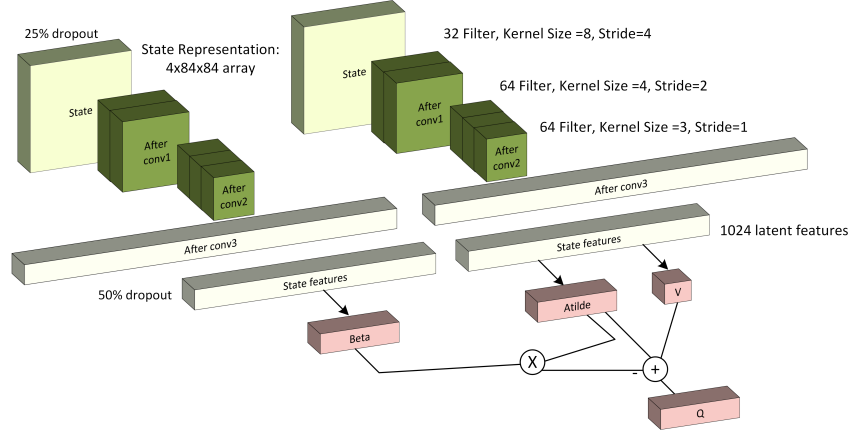 25% dropout
State Representation:
4x84x84 array
32 Filter, Kernel Size =8, Stride=4
State
State
64 Filter, Kernel Size =4, Stride=2
After
conv1
After
conv1
64 Filter, Kernel Size =3, Stride=1
After
conv2
After
conv2
After conv3
After conv3
1024 latent features
State features
State features
50% dropout
V
Atilde
Beta
X
-
+
Q